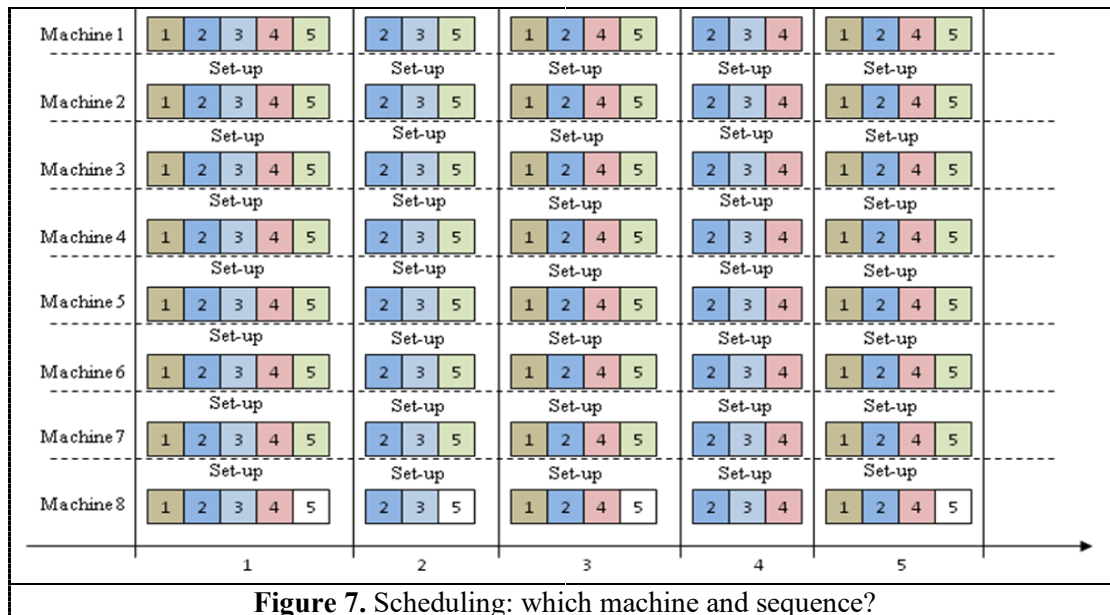 Machine 1 1 2 3 4 5 2 3 5 1 2 4 5 2 3 4 1 2 4 5
Set-up Set-up Set-up Set-up Set-up
Machine 2 1 2 3 4 5 2 3 5 1 2 4 5 2 3 4 1 2 4 5
Set-up Set-up Set-up Set-up Set-up
Machine 3 1 2 3 4 5 2 3 5 1 2 4 5 2 3 4 1 2 4 5
Set-up Set-up Set-up Set-up Set-up
Machine 4 1 2 3 4 5 2 3 5 1 2 4 5 2 3 4 1 2 4 5
Set-up Set-up Set-up Set-up Set-up
Machine 5 1 2 3 4 5 2 3 5 1 2 4 5 2 3 4 1 2 4 5
Set-up Set-up Set-up Set-up Set-up
Machine 6 1 2 3 4 5 2 3 5 1 2 4 5 2 3 4 1 2 4 5
Set-up Set-up Set-up Set-up Set-up
Machine 7 1 2 3 4 5 2 3 5 1 2 4 5 2 3 4 1 2 4 5
Set-up Set-up Set-up Set-up Set-up
Machine 8 1 2 3 4 5 2 3 5 1 2 4 5 2 3 4 1 2 4 5
1 2 3 4 5
Figure 7. Scheduling: which machine and sequence?